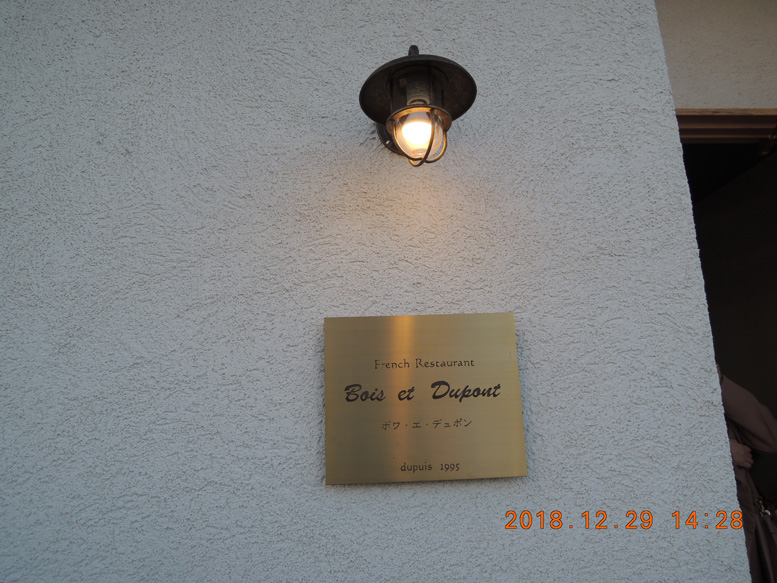 French Restaurant
Bois et Dupont
ボワ・エ・デュポン
dupuis 1995
2018.12.29 14:28